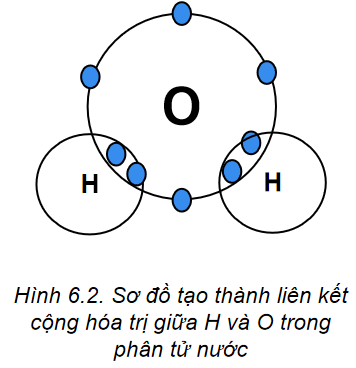 O
H
H
Hình 6.2. Sơ đồ tạo thành liên kết
cộng hóa trị giữa H và O trong
phân tử nước